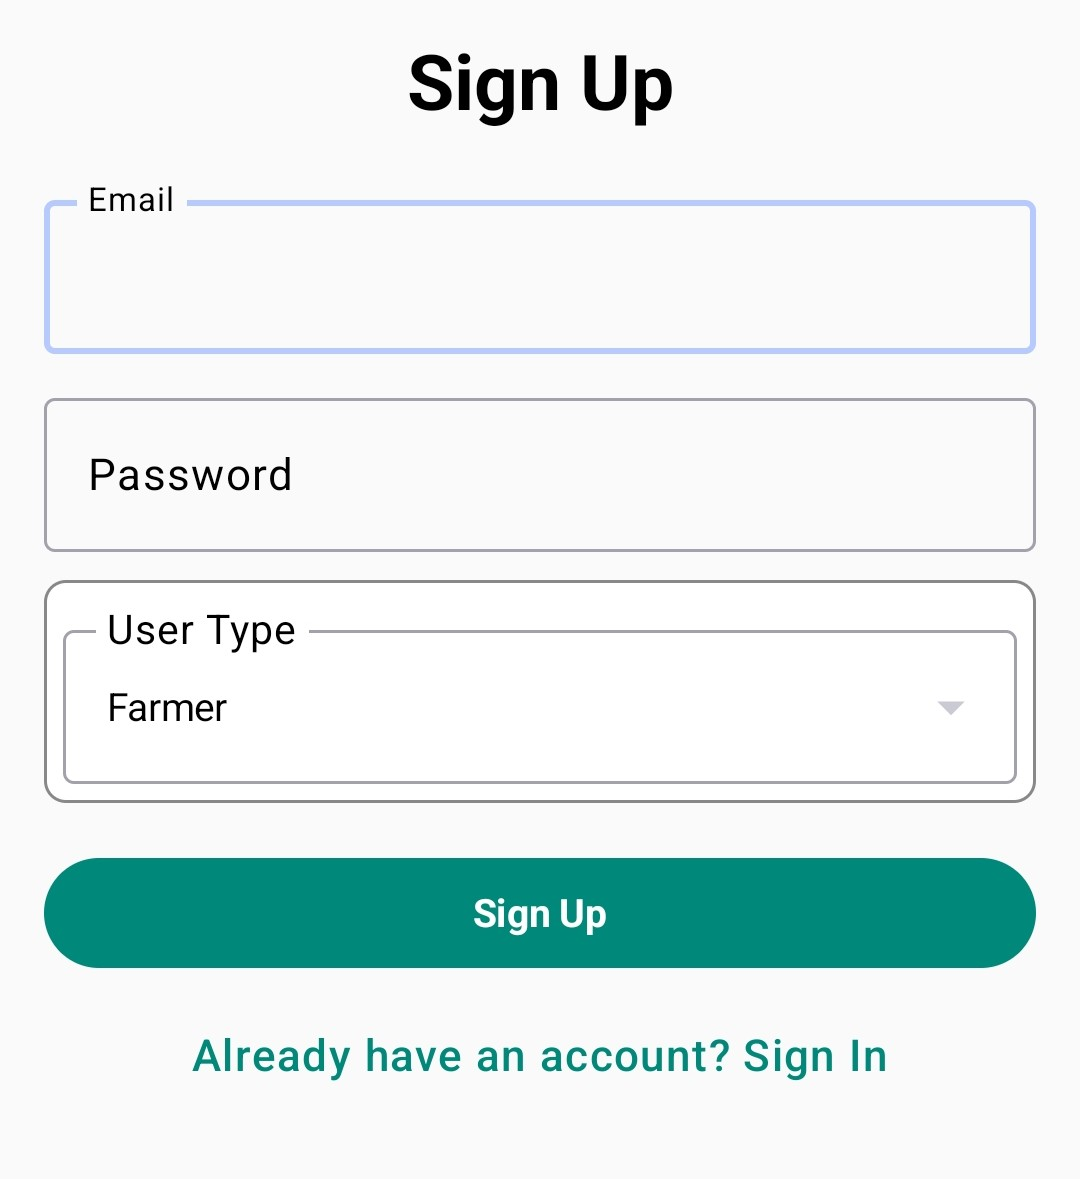 Sign Up
Email
Password
User Type
Farmer
Sign Up
Already have an account? Sign In